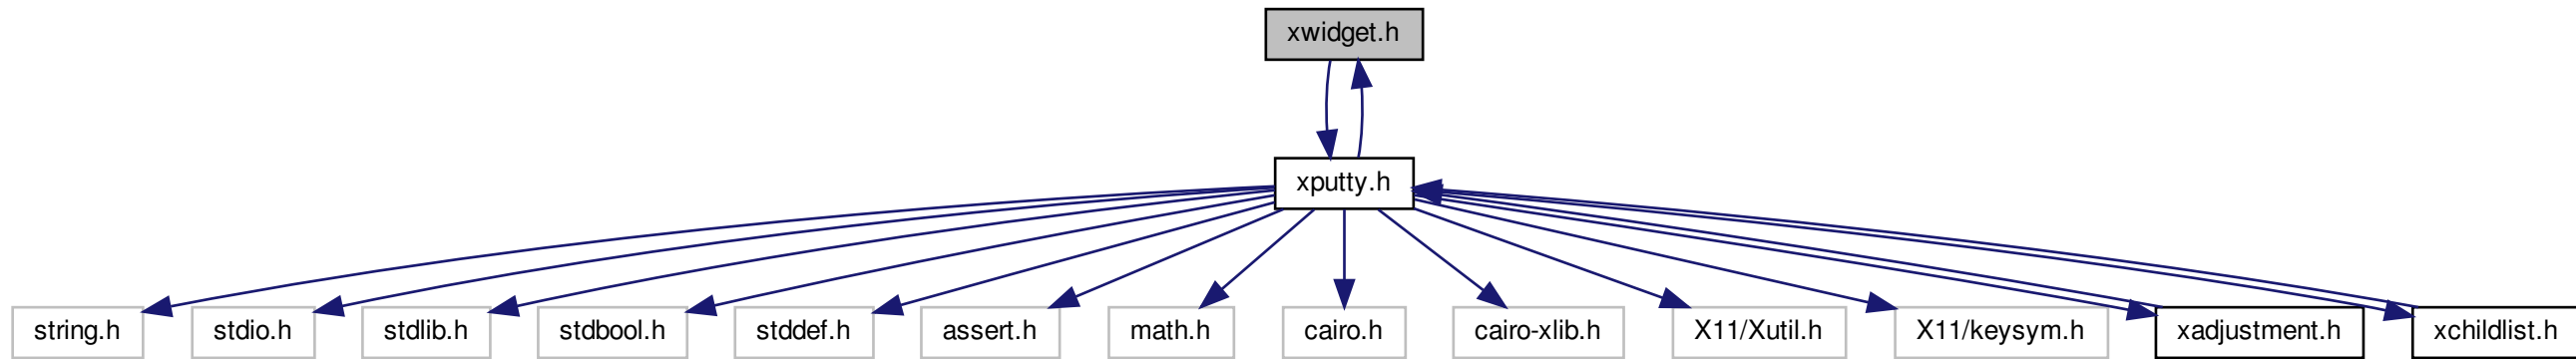 xwidget.h
xputty.h
string.h
stdio.h
stdlib.h
stdbool.h
stddef.h
assert.h
math.h
cairo.h
cairo-xlib.h
X11/Xutil.h
X11/keysym.h
xadjustment.h
xchildlist.h